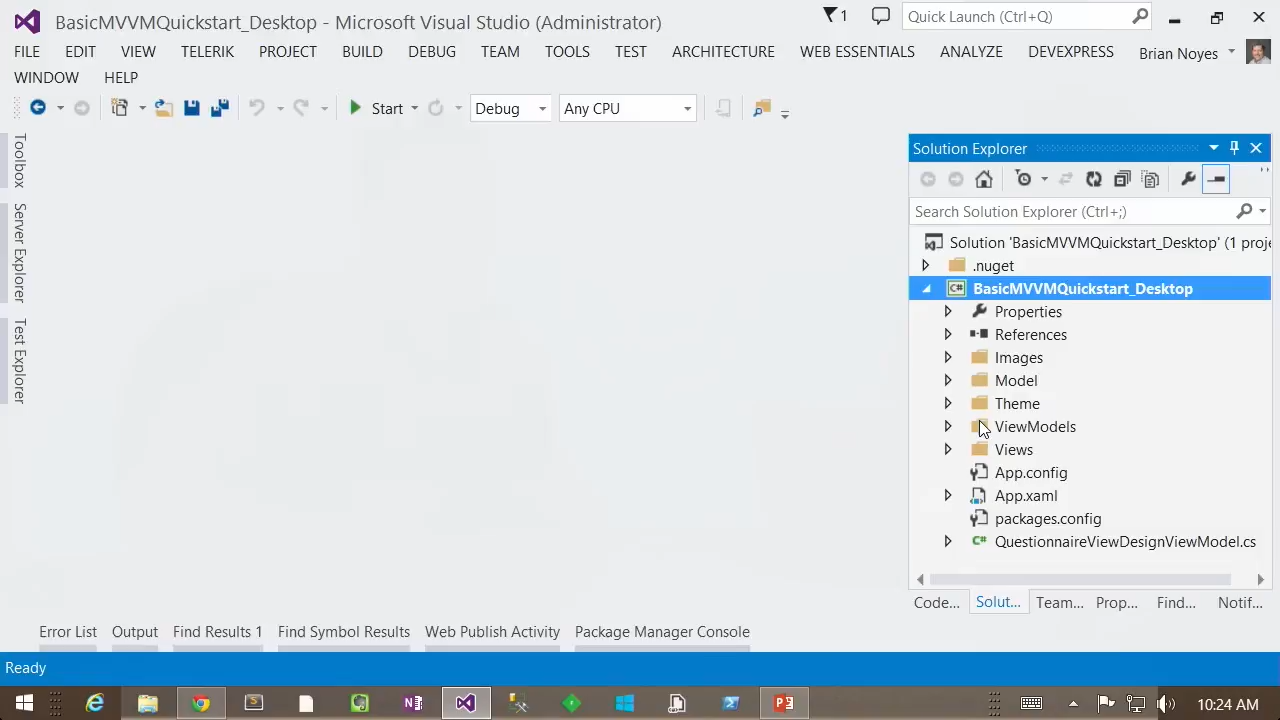 BasicMVVMQuickstart_Desktop - Microsoft Visual Studio (Administrator)
1
Quick Launch (Ctrl+Q)
FILE EDIT VIEW TELERIK PROJECT BUILD DEBUG TEAM TOOLS TEST ARCHITECTURE WEB ESSENTIALS ANALYZE DEVEXPRESS Brian Noyes
WINDOW HELP
Start Debug Any CPU
Toolbox
Server Explorer
Test Explorer
Solution Explorer
Search Solution Explorer (Ctrl+;)
Solution 'BasicMVVMQuickstart_Desktop' (1 proje
.nuget
C# BasicMVVMQuickstart_Desktop
Properties
References
Images
Model
Theme
ViewModels
Views
App.config
App.xaml
packages.config
C# QuestionnaireViewDesignViewModel.cs
Code... Solut... Team... Prop... Find... Notif...
Error List Output Find Results 1 Find Symbol Results Web Publish Activity Package Manager Console
Ready
10:24 AM